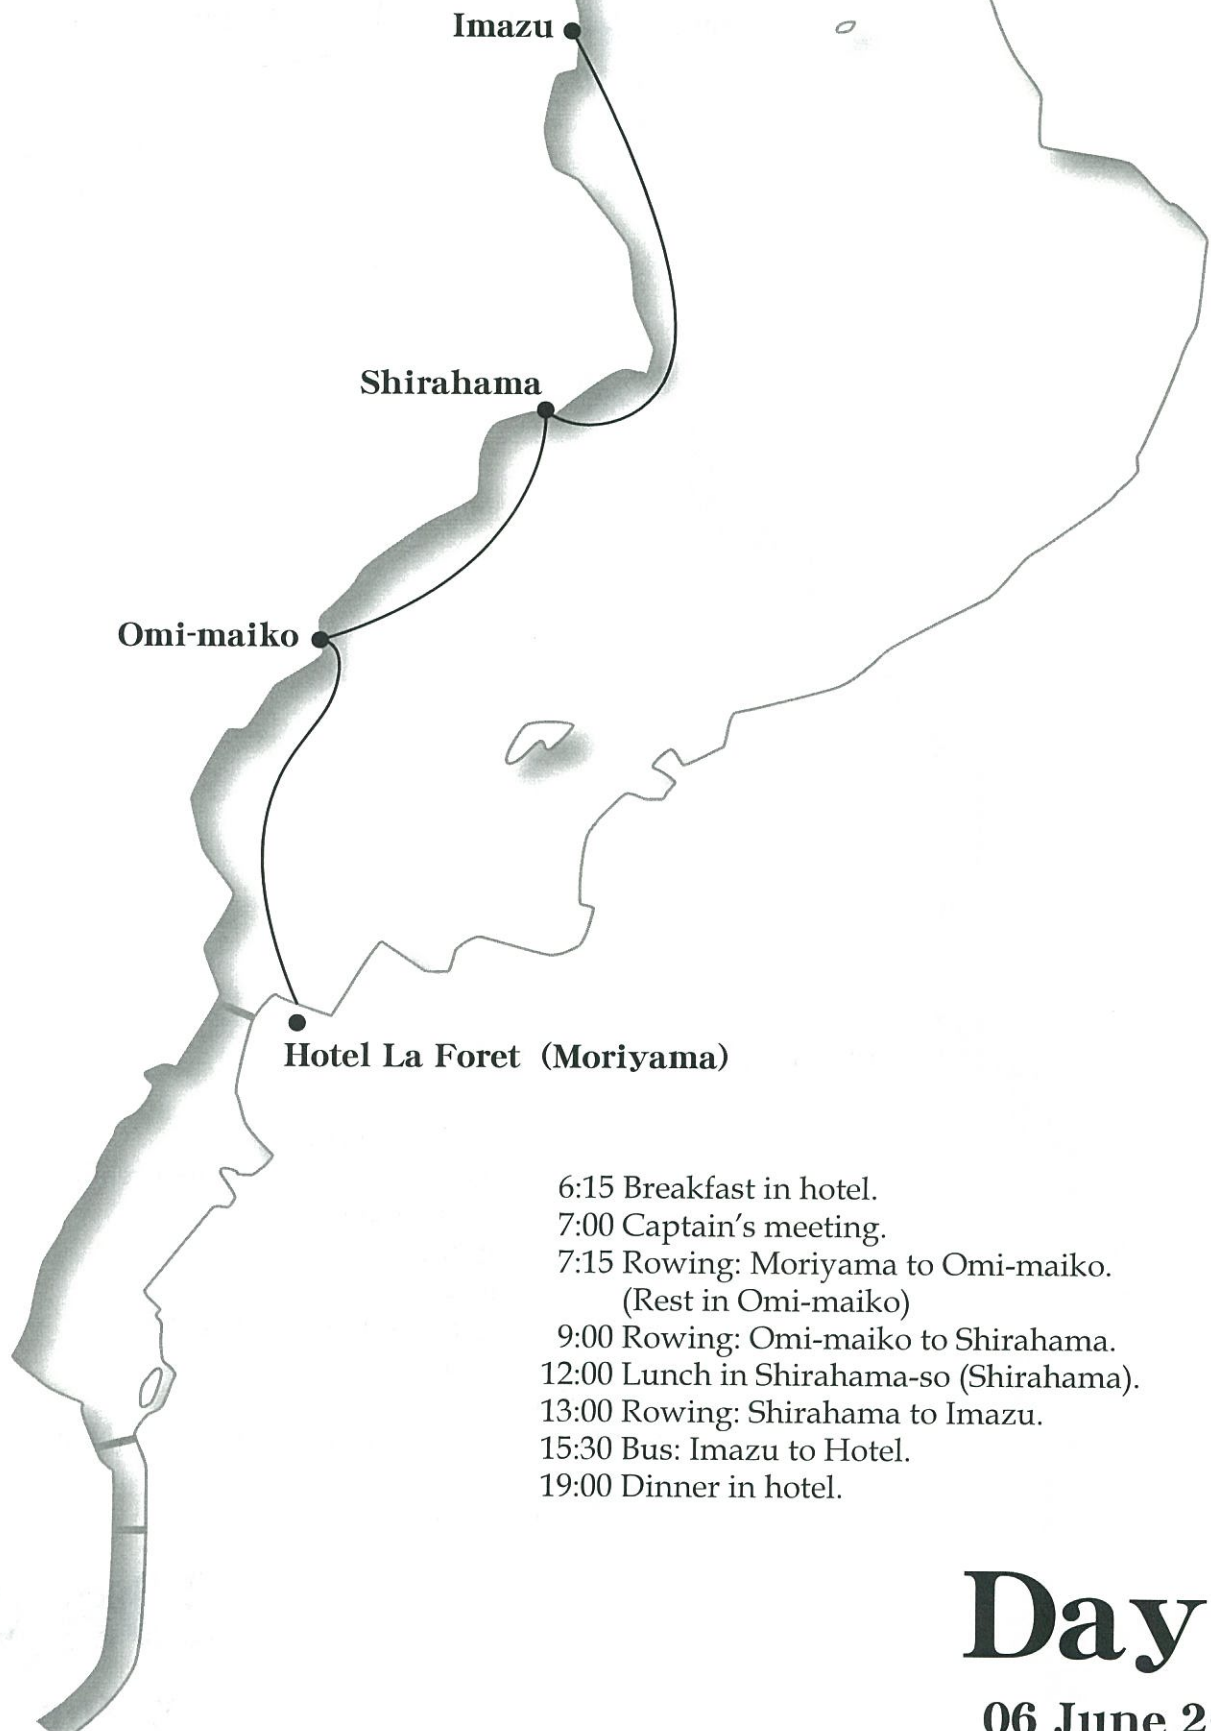 Imazu
Shirahama
Omi-maiko
Hotel La Foret (Moriyama)
6:15 Breakfast in hotel.
7:00 Captain's meeting.
7:15 Rowing: Moriyama to Omi-maiko.
(Rest in Omi-maiko)
9:00 Rowing: Omi-maiko to Shirahama.
12:00 Lunch in Shirahama-so (Shirahama).
13:00 Rowing: Shirahama to Imazu.
15:30 Bus: Imazu to Hotel.
19:00 Dinner in hotel.
Day
06 June 2